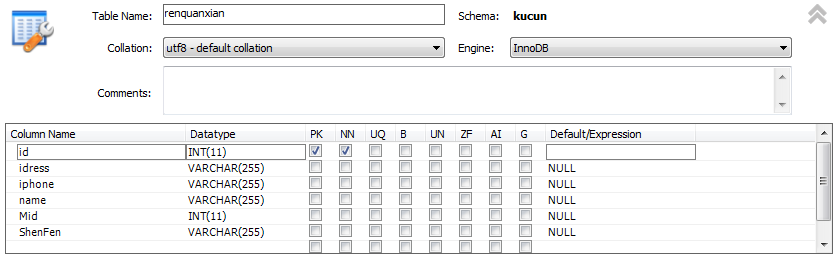 Table Name: renquanxian Schema: kucun
Collation: utf8 - default collation Engine: InnoDB
Comments:
Column Name Datatype PK NN UQ B UN ZF AI G Default/Expression
id INT(11)
idress VARCHAR(255) NULL
iphone VARCHAR(255) NULL
name VARCHAR(255) NULL
Mid INT(11) NULL
ShenFen VARCHAR(255) NULL